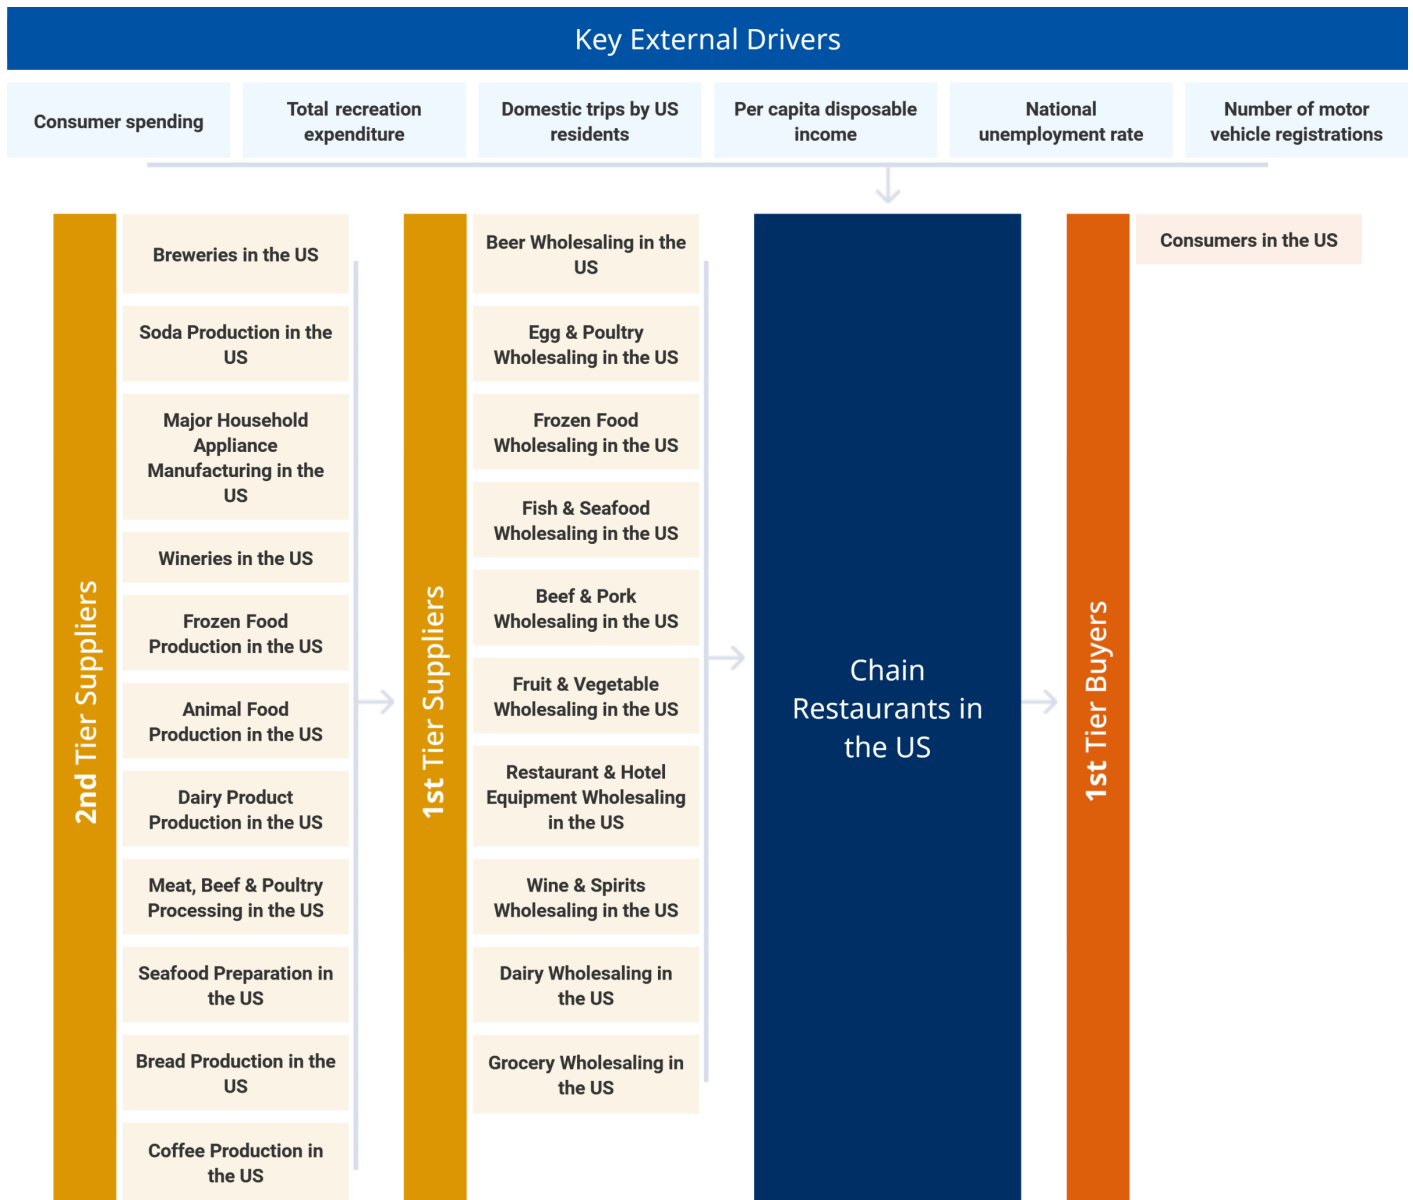 Key External Drivers
Consumer spending
Total recreation
expenditure
Domestic trips by US
residents
Per capita disposable
income
National
unemployment rate
Number of motor
vehicle registrations
2nd Tier Suppliers
Breweries in the US
Soda Production in the
US
Major Household
Appliance
Manufacturing in the
US
Wineries in the US
Frozen Food
Production in the US
Animal Food
Production in the US
Dairy Product
Production in the US
Meat, Beef & Poultry
Processing in the US
Seafood Preparation in
the US
Bread Production in the
US
Coffee Production in
the US
1st Tier Suppliers
Beer Wholesaling in the
US
Egg & Poultry
Wholesaling in the US
Frozen Food
Wholesaling in the US
Fish & Seafood
Wholesaling in the US
Beef & Pork
Wholesaling in the US
Fruit & Vegetable
Wholesaling in the US
Restaurant & Hotel
Equipment Wholesaling
in the US
Wine & Spirits
Wholesaling in the US
Dairy Wholesaling in
the US
Grocery Wholesaling in
the US
Chain
Restaurants in
the US
1st Tier Buyers
Consumers in the US